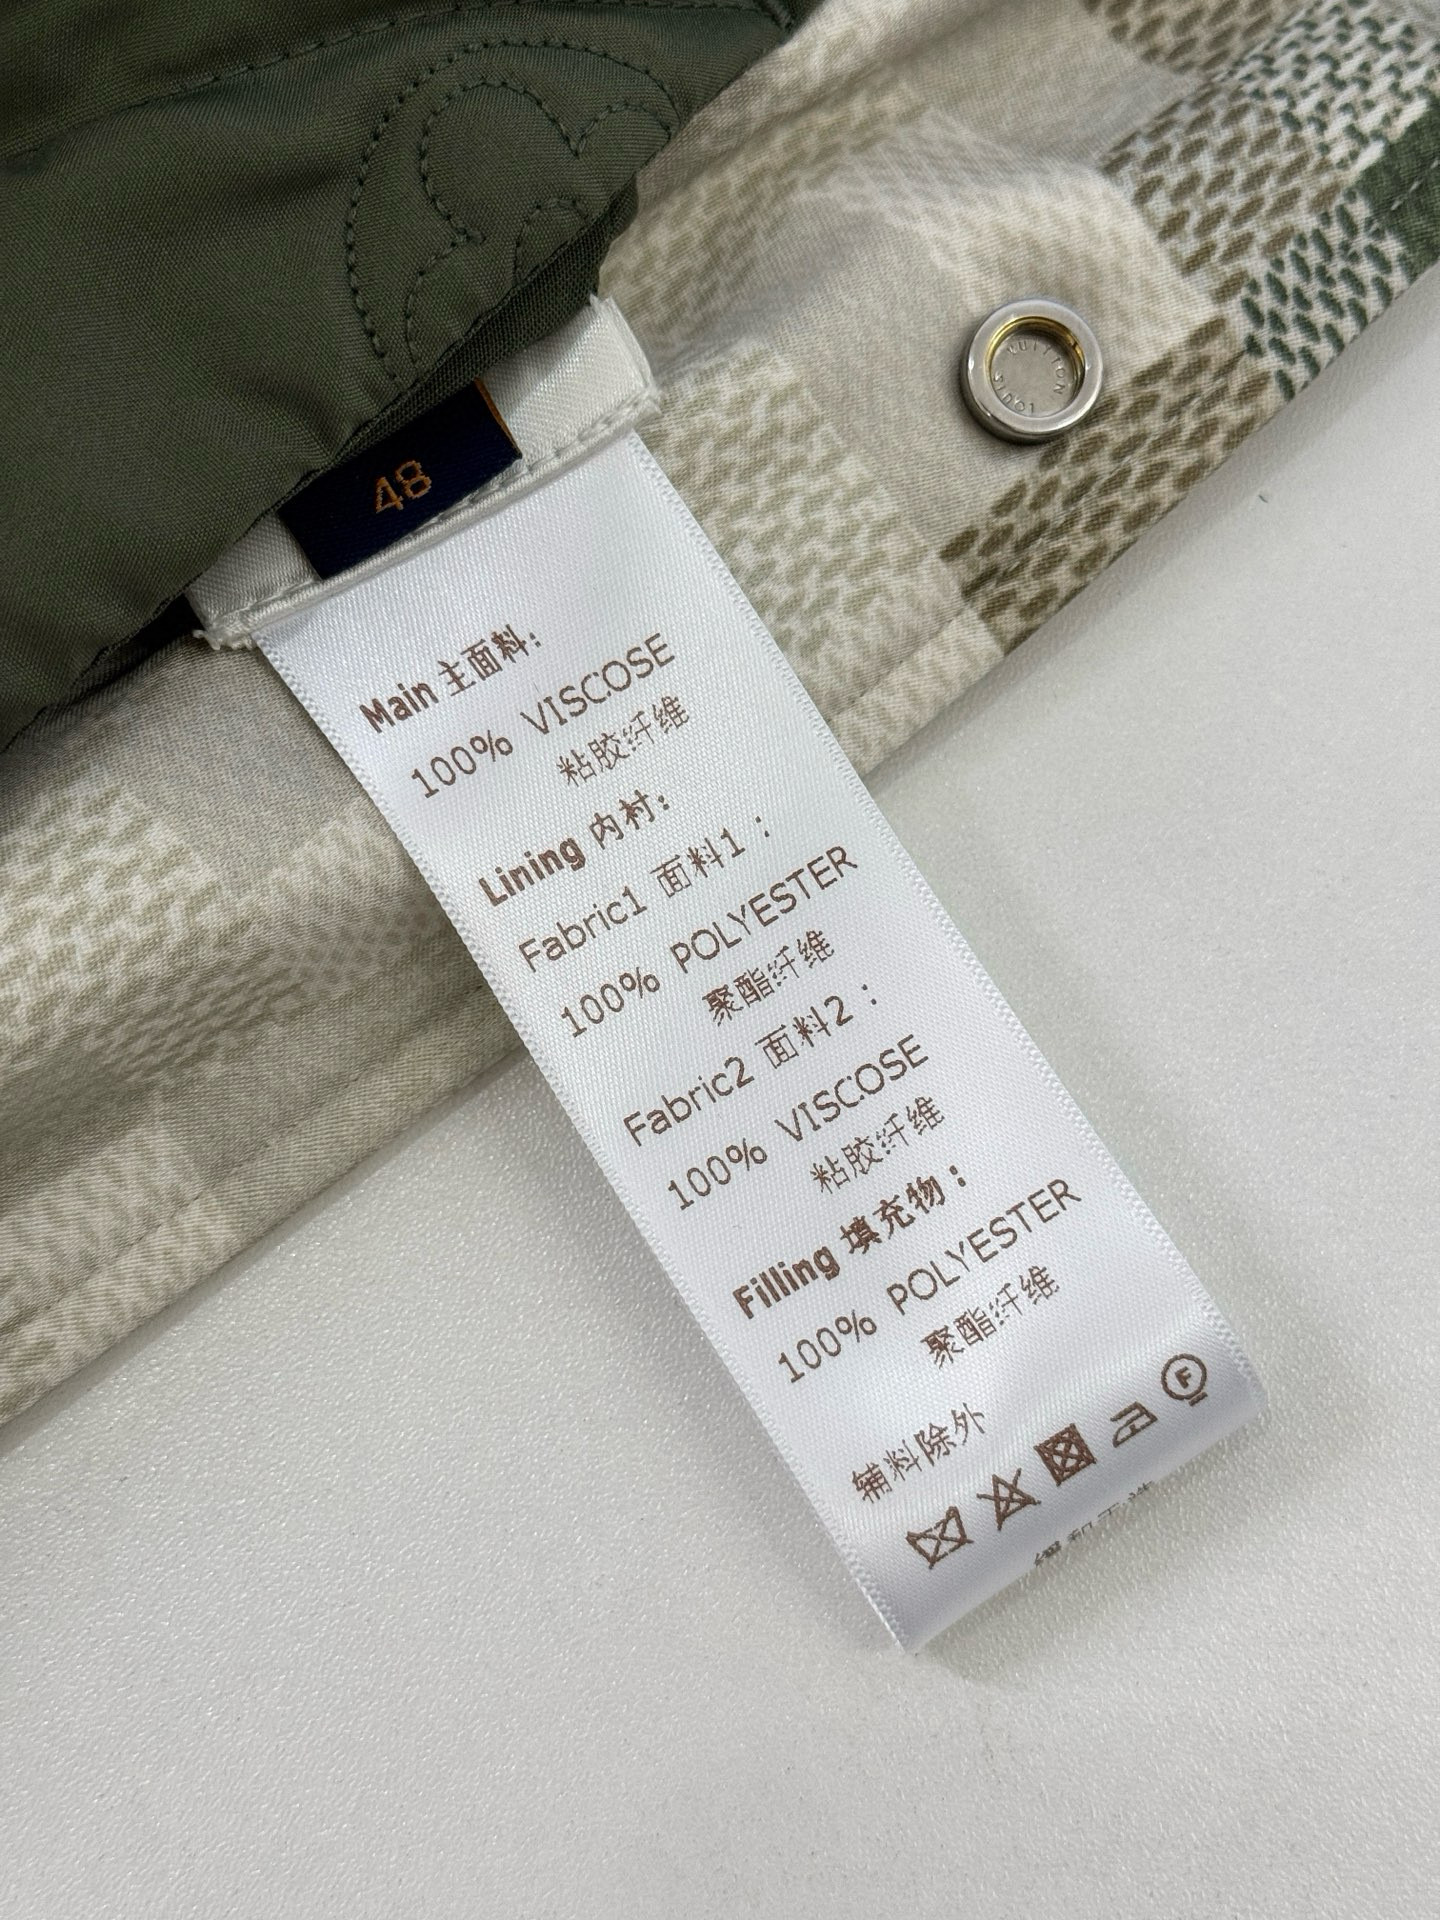 48
Main 主面料:
100% VISCOSE
粘胶纤维
Lining 内衬:
Fabric1 面料1 :
100% POLYESTER
聚酯纤维
Fabric2 面料2 :
100% VISCOSE
粘胶纤维
Filling 填充物 :
100% POLYESTER
聚酯纤维
辅料除外
F
LOUIS VUITTON